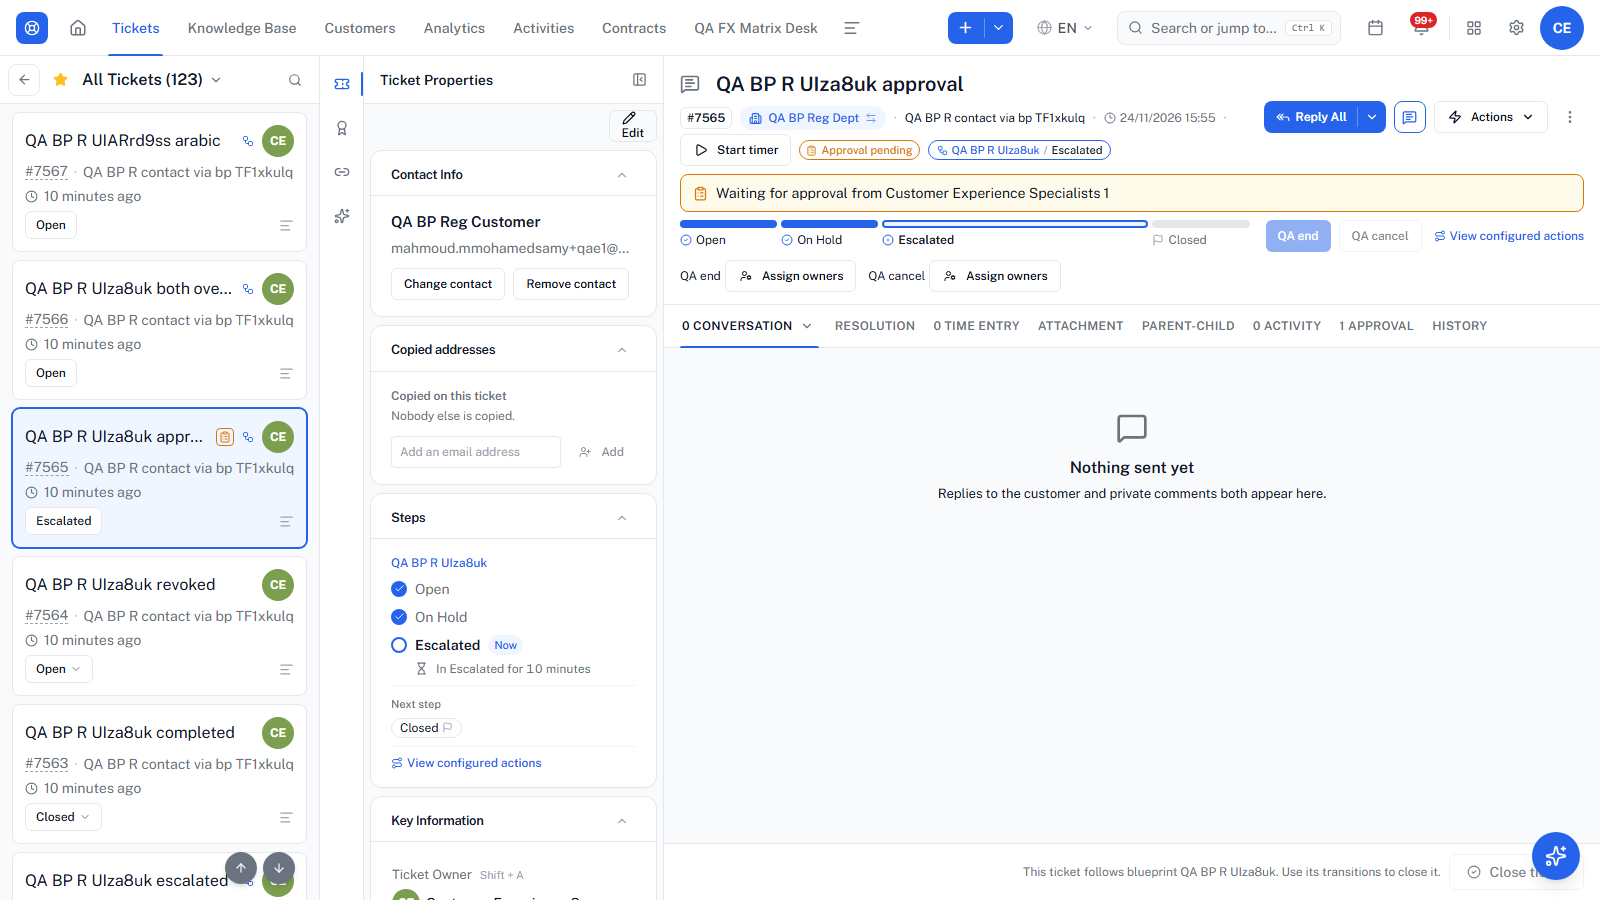 Tickets
Knowledge Base
Customers
Analytics
Activities
Contracts
QA FX Matrix Desk
EN
Search or jump to...
Ctrl K
99+
CE
All Tickets (123)
QA BP R UIARrd9ss arabic
CE
#7567 · QA BP R contact via bp TF1xkulq
10 minutes ago
Open
QA BP R UIza8uk both ove...
CE
#7566 · QA BP R contact via bp TF1xkulq
10 minutes ago
Open
QA BP R UIza8uk appr...
CE
#7565 · QA BP R contact via bp TF1xkulq
10 minutes ago
Escalated
QA BP R UIza8uk revoked
CE
#7564 · QA BP R contact via bp TF1xkulq
10 minutes ago
Open
QA BP R UIza8uk completed
CE
#7563 · QA BP R contact via bp TF1xkulq
10 minutes ago
Closed
QA BP R UIza8uk escalated
Ticket Properties
Edit
Contact Info
QA BP Reg Customer
mahmoud.mmohamedsamy+qae1@...
Change contact
Remove contact
Copied addresses
Copied on this ticket
Nobody else is copied.
Add an email address
Add
Steps
QA BP R UIza8uk
Open
On Hold
Escalated Now
In Escalated for 10 minutes
Next step
Closed
View configured actions
Key Information
Ticket Owner Shift + A
QA BP R UIza8uk approval
#7565
QA BP Reg Dept
· QA BP R contact via bp TF1xkulq · 24/11/2026 15:55 ·
Reply All
Actions
Start timer
Approval pending
QA BP R UIza8uk / Escalated
Waiting for approval from Customer Experience Specialists 1
Open
On Hold
Escalated
Closed
QA end
QA cancel
View configured actions
QA end
Assign owners
QA cancel
Assign owners
0 CONVERSATION
RESOLUTION
0 TIME ENTRY
ATTACHMENT
PARENT-CHILD
0 ACTIVITY
1 APPROVAL
HISTORY
Nothing sent yet
Replies to the customer and private comments both appear here.
This ticket follows blueprint QA BP R UIza8uk. Use its transitions to close it.
Close